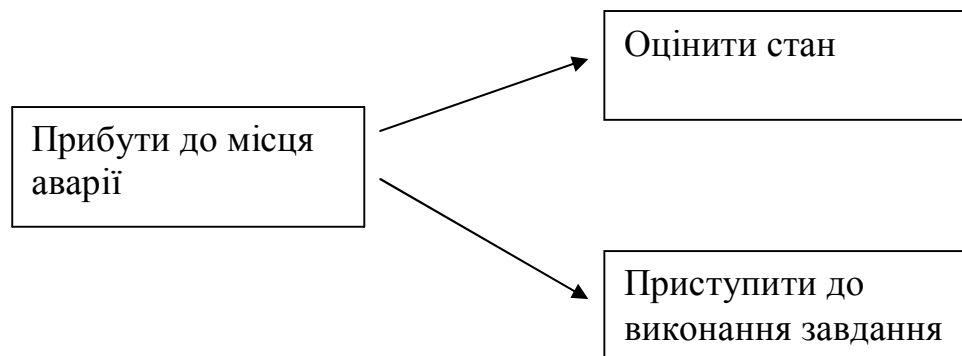 Оцінити стан
Прибути до місця
аварії
Приступити до
виконання завдання